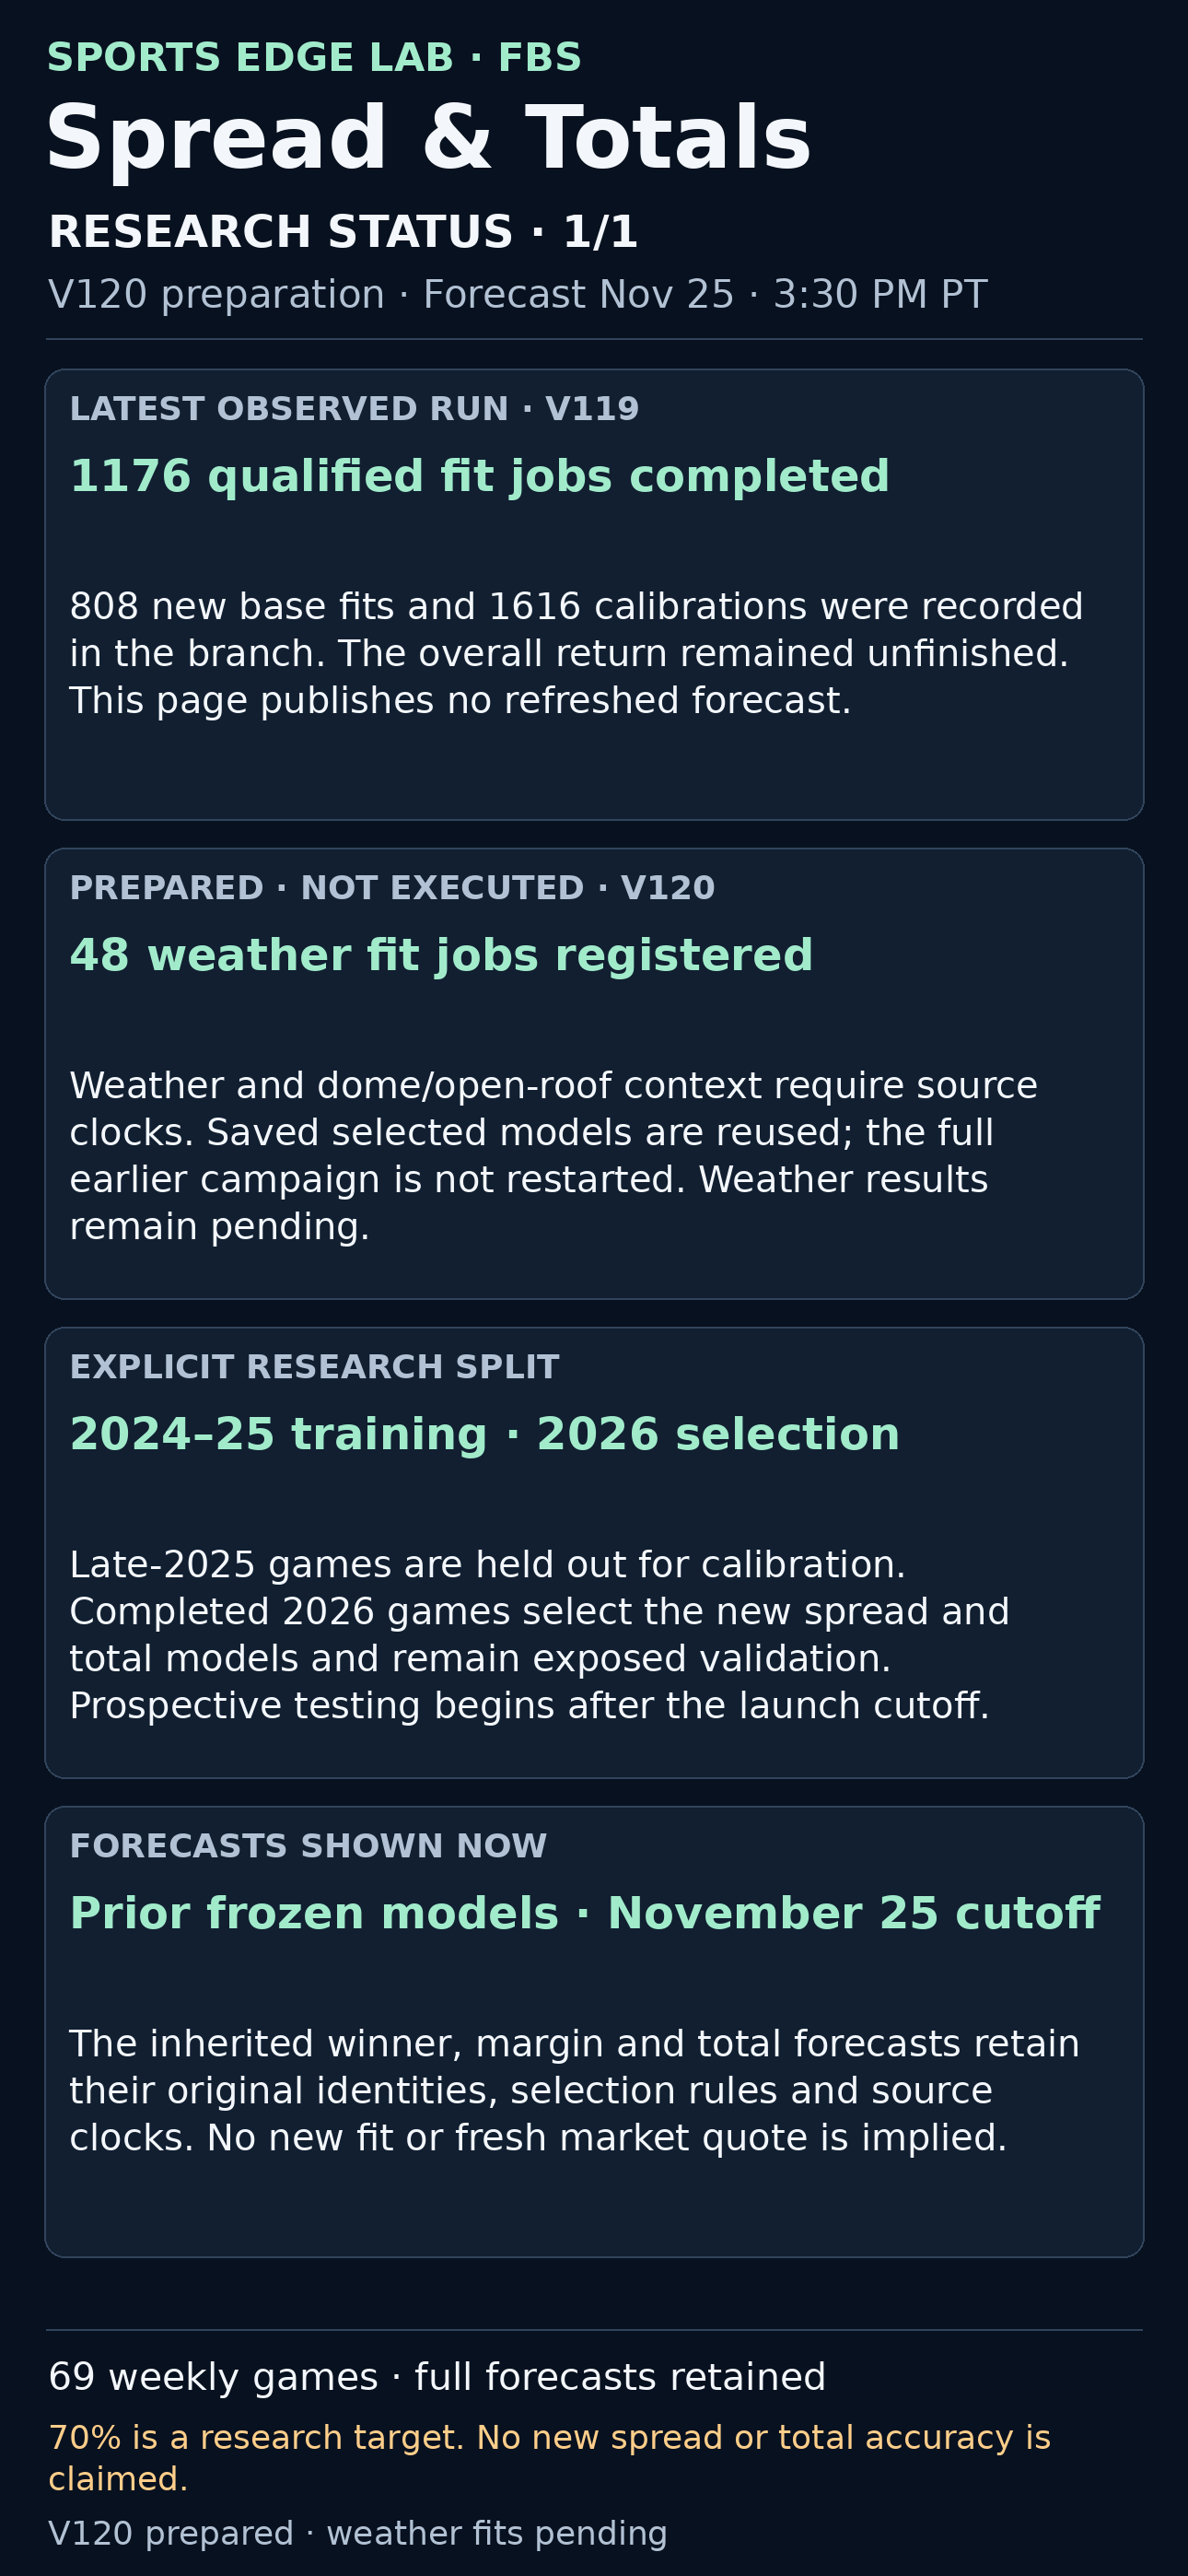 SPORTS EDGE LAB · FBS
Spread & Totals
RESEARCH STATUS · 1/1
V120 preparation · Forecast Nov 25 · 3:30 PM PT
LATEST OBSERVED RUN · V119
1176 qualified fit jobs completed
808 new base fits and 1616 calibrations were recorded
in the branch. The overall return remained unfinished.
This page publishes no refreshed forecast.
PREPARED · NOT EXECUTED · V120
48 weather fit jobs registered
Weather and dome/open-roof context require source
clocks. Saved selected models are reused; the full
earlier campaign is not restarted. Weather results
remain pending.
EXPLICIT RESEARCH SPLIT
2024–25 training · 2026 selection
Late-2025 games are held out for calibration.
Completed 2026 games select the new spread and
total models and remain exposed validation.
Prospective testing begins after the launch cutoff.
FORECASTS SHOWN NOW
Prior frozen models · November 25 cutoff
The inherited winner, margin and total forecasts retain
their original identities, selection rules and source
clocks. No new fit or fresh market quote is implied.
69 weekly games · full forecasts retained
70% is a research target. No new spread or total accuracy is
claimed.
V120 prepared · weather fits pending